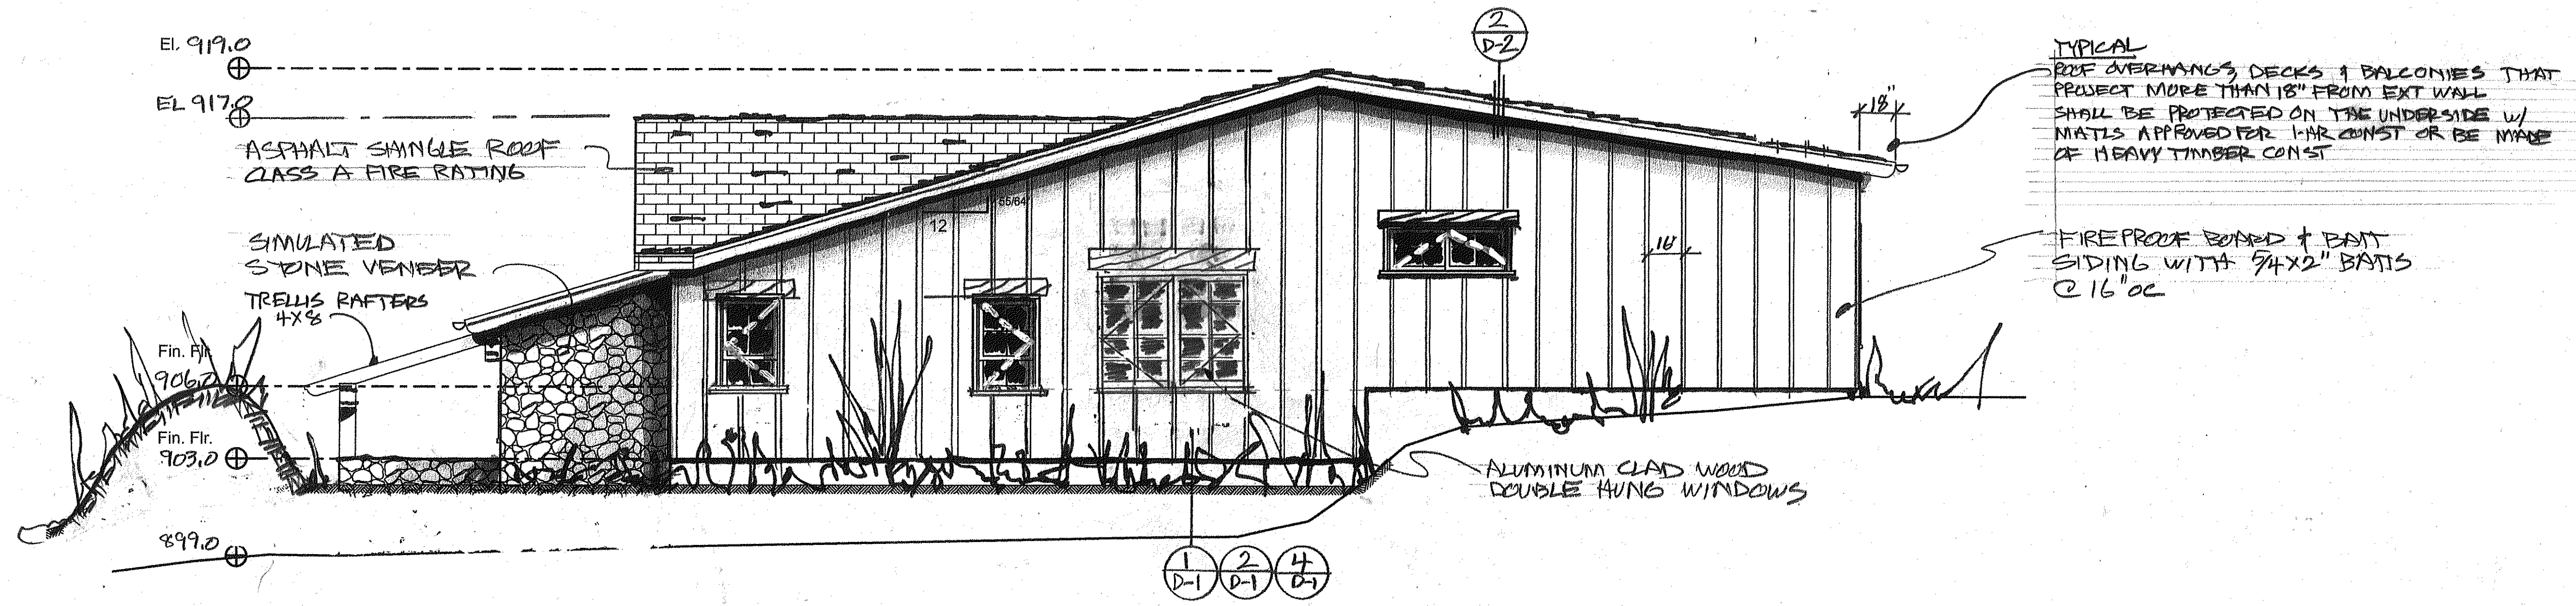 El. 919.0
EL 917.0
ASPHALT SHINGLE ROOF
CLASS A FIRE RATING
SIMULATED
STONE VENEER
TRELLIS RAFTERS
4X8
Fin. Flr.
906.0
Fin. Flr.
903.0
899.0
2
D-2
12
55/64
16"
18"
TYPICAL
ROOF OVERHANGS, DECKS & BALCONIES THAT
PROJECT MORE THAN 18" FROM EXT WALL
SHALL BE PROTECTED ON THE UNDERSIDE W/
MATLS APPROVED FOR 1-HR CONST OR BE MADE
OF HEAVY TIMBER CONST
FIREPROOF BOARD & BATT
SIDING WITH 5/4X2" BATTS
@ 16" OC
ALUMINUM CLAD WOOD
DOUBLE HUNG WINDOWS
1
D-1
2
D-1
4
D-1